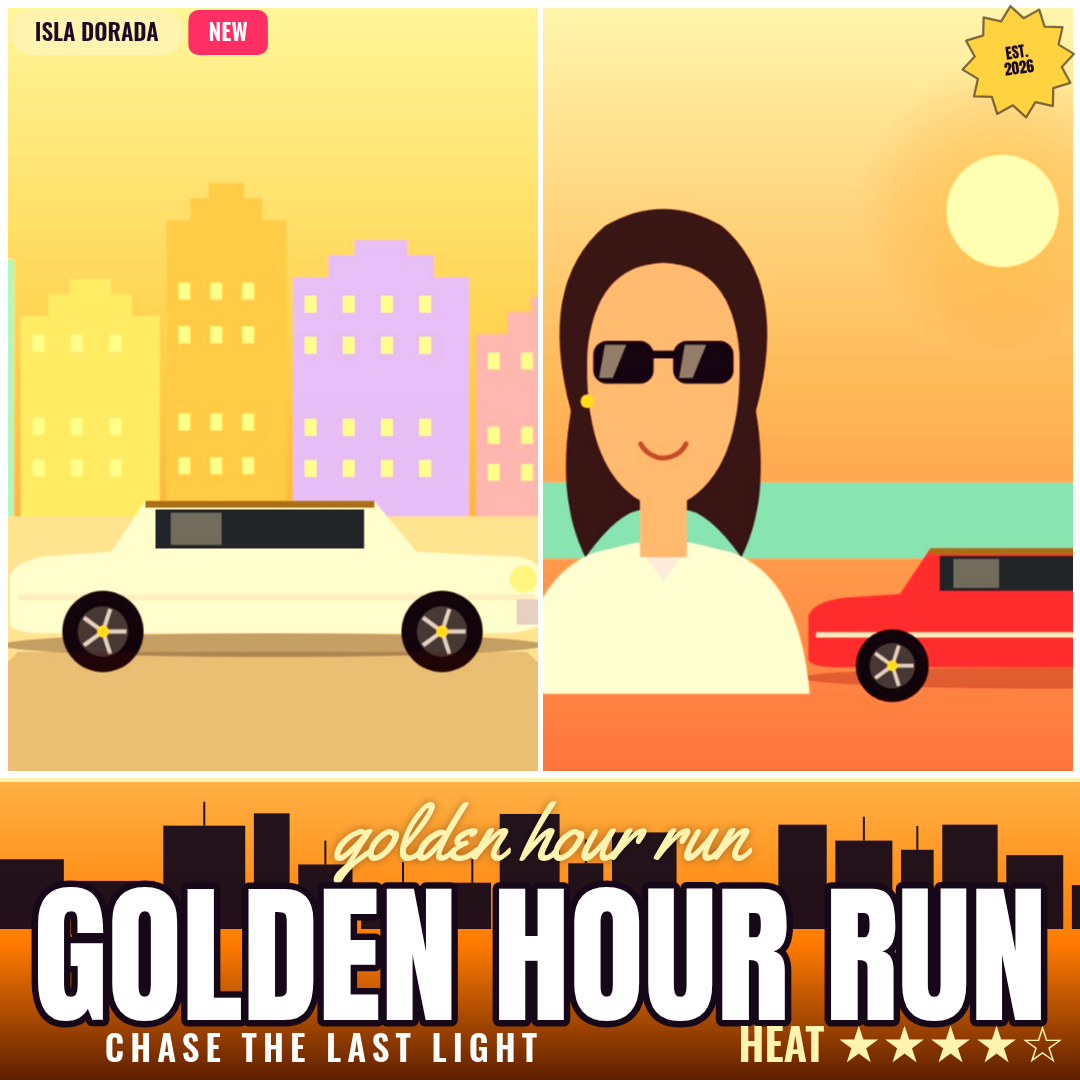 ISLA DORADA
NEW
EST.
2026
golden hour run
GOLDEN HOUR RUN
CHASE THE LAST LIGHT
HEAT ★★★★☆